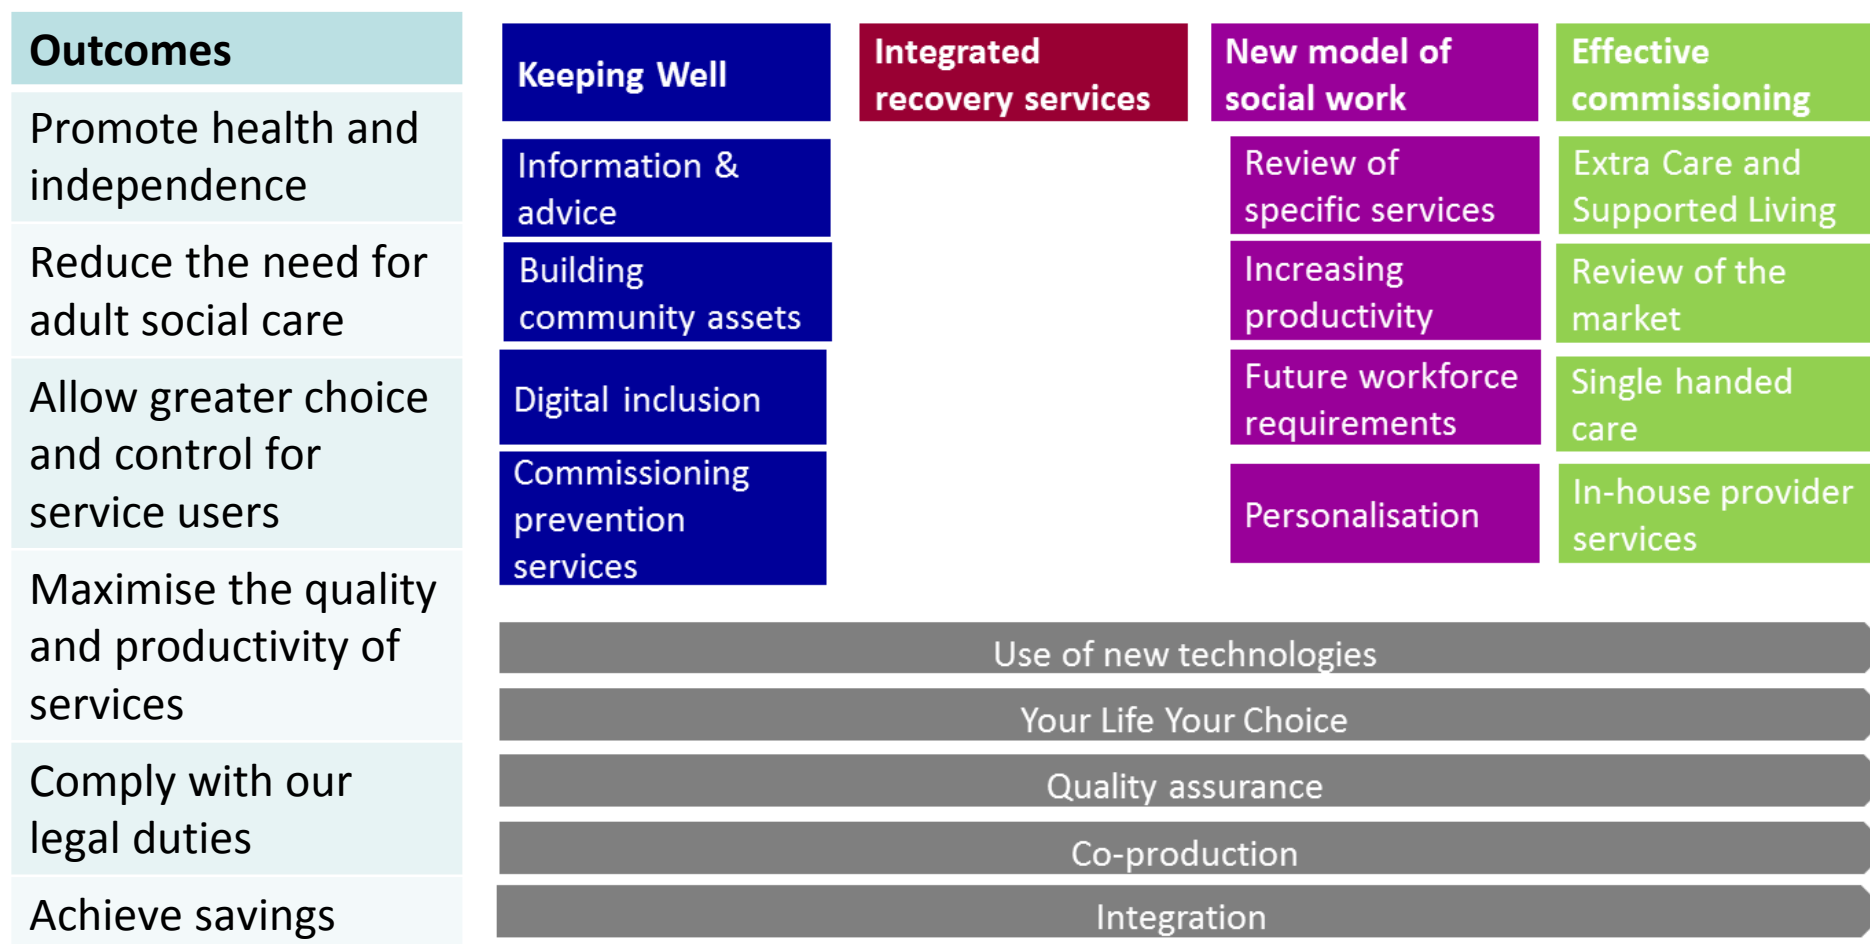 Outcomes
Promote health and
independence
Reduce the need for
adult social care
Allow greater choice
and control for
service users
Maximise the quality
and productivity of
services
Comply with our
legal duties
Achieve savings
Keeping Well
Information &
advice
Building
community assets
Digital inclusion
Commissioning
prevention
services
Integrated
recovery services
New model of
social work
Review of
specific services
Increasing
productivity
Future workforce
requirements
Personalisation
Effective
commissioning
Extra Care and
Supported Living
Review of the
market
Single handed
care
In-house provider
services
Use of new technologies
Your Life Your Choice
Quality assurance
Co-production
Integration